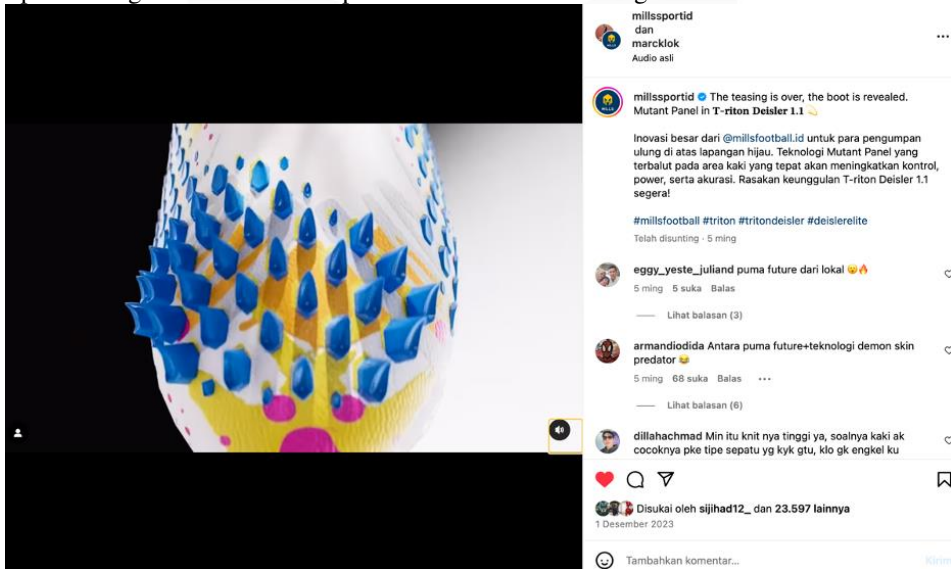 millssportid
dan
marcklok
Audio asli
millssportid The teasing is over, the boot is revealed.
Mutant Panel in T-riton Deisler 1.1 💫
Inovasi besar dari @millsfootball.id untuk para pengumpan
ulung di atas lapangan hijau. Teknologi Mutant Panel yang
terbalut pada area kaki yang tepat akan meningkatkan kontrol,
power, serta akurasi. Rasakan keunggulan T-riton Deisler 1.1
segera!
#millsfootball #triton #tritondeisler #deislerelite
Telah disunting · 5 ming
eggy_yeste_juliand puma future dari lokal 😮🔥
5 ming 5 suka Balas
Lihat balasan (3)
armandiodida Antara puma future+teknologi demon skin
predator 😂
5 ming 68 suka Balas ...
Lihat balasan (6)
dillahachmad Min itu knit nya tinggi ya, soalnya kaki ak
cocoknya pke tipe sepatu yg kyk gtu, klo gk engkel ku
Disukai oleh sijihad12_ dan 23.597 lainnya
1 Desember 2023
Tambahkan komentar...
Kirim